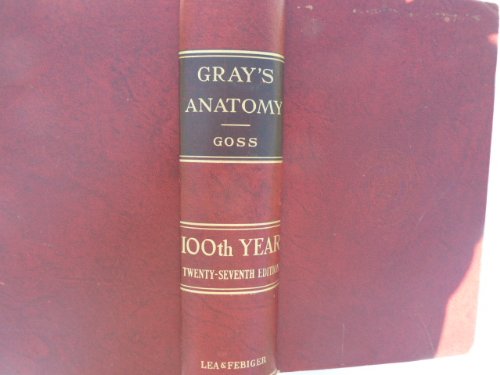 GRAY'S
ANATOMY
GOSS
100th YEAR
TWENTY-SEVENTH EDITION
LEA & FEBIGER